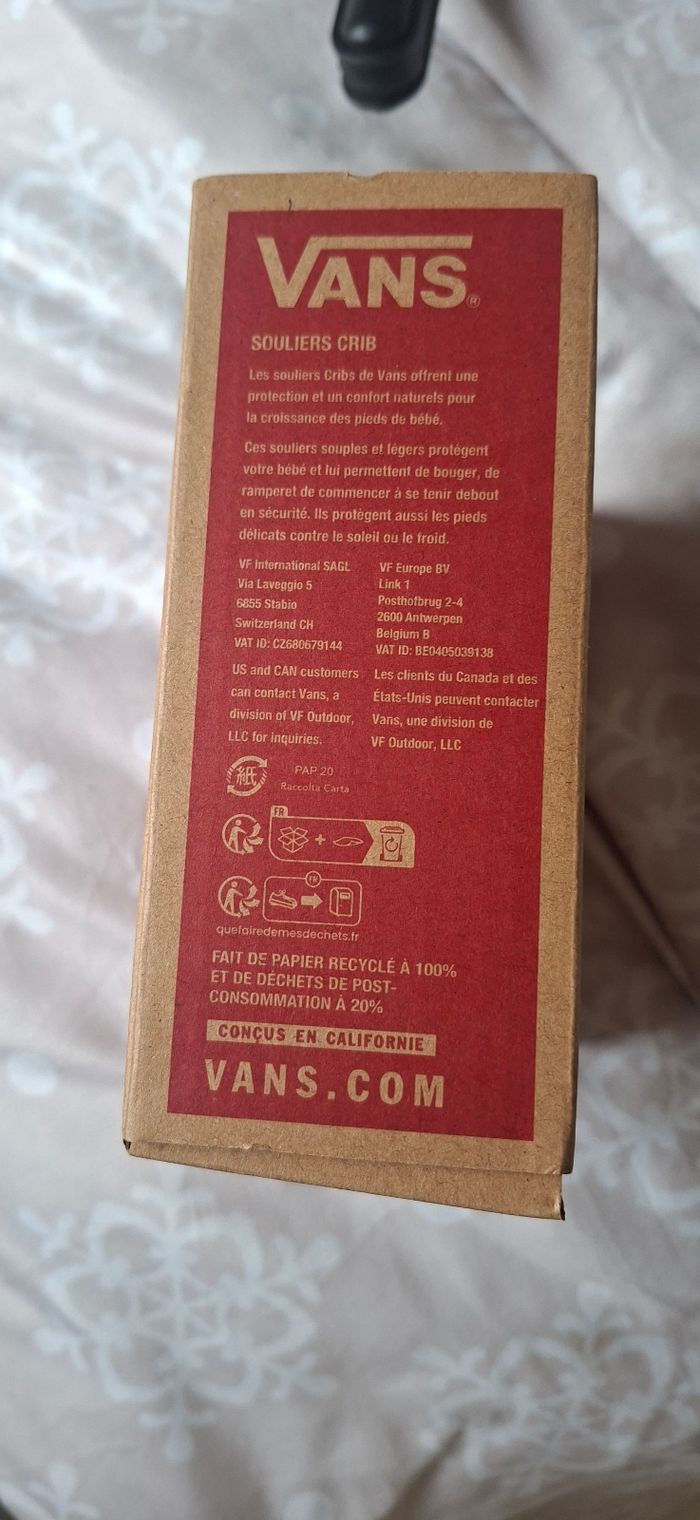 VANS®
SOULIERS CRIB
Les souliers Cribs de Vans offrent une
protection et un confort naturels pour
la croissance des pieds de bébé.
Ces souliers souples et légers protègent
votre bébé et lui permettent de bouger, de
ramperet de commencer à se tenir debout
en sécurité. Ils protègent aussi les pieds
délicats contre le soleil ou le froid.
VF International SAGL
Via Laveggio 5
6855 Stabio
Switzerland CH
VAT ID: CZ680679144
VF Europe BV
Link 1
Posthofbrug 2-4
2600 Antwerpen
Belgium B
VAT ID: BE0405039138
US and CAN customers
can contact Vans, a
division of VF Outdoor,
LLC for inquiries.
Les clients du Canada et des
États-Unis peuvent contacter
Vans, une division de
VF Outdoor, LLC
紙
PAP 20
Raccolta Carta
FR
+
FR
quefairedemesdechets.fr
FAIT DE PAPIER RECYCLÉ À 100%
ET DE DÉCHETS DE POST-
CONSOMMATION À 20%
CONÇUS EN CALIFORNIE
VANS.COM